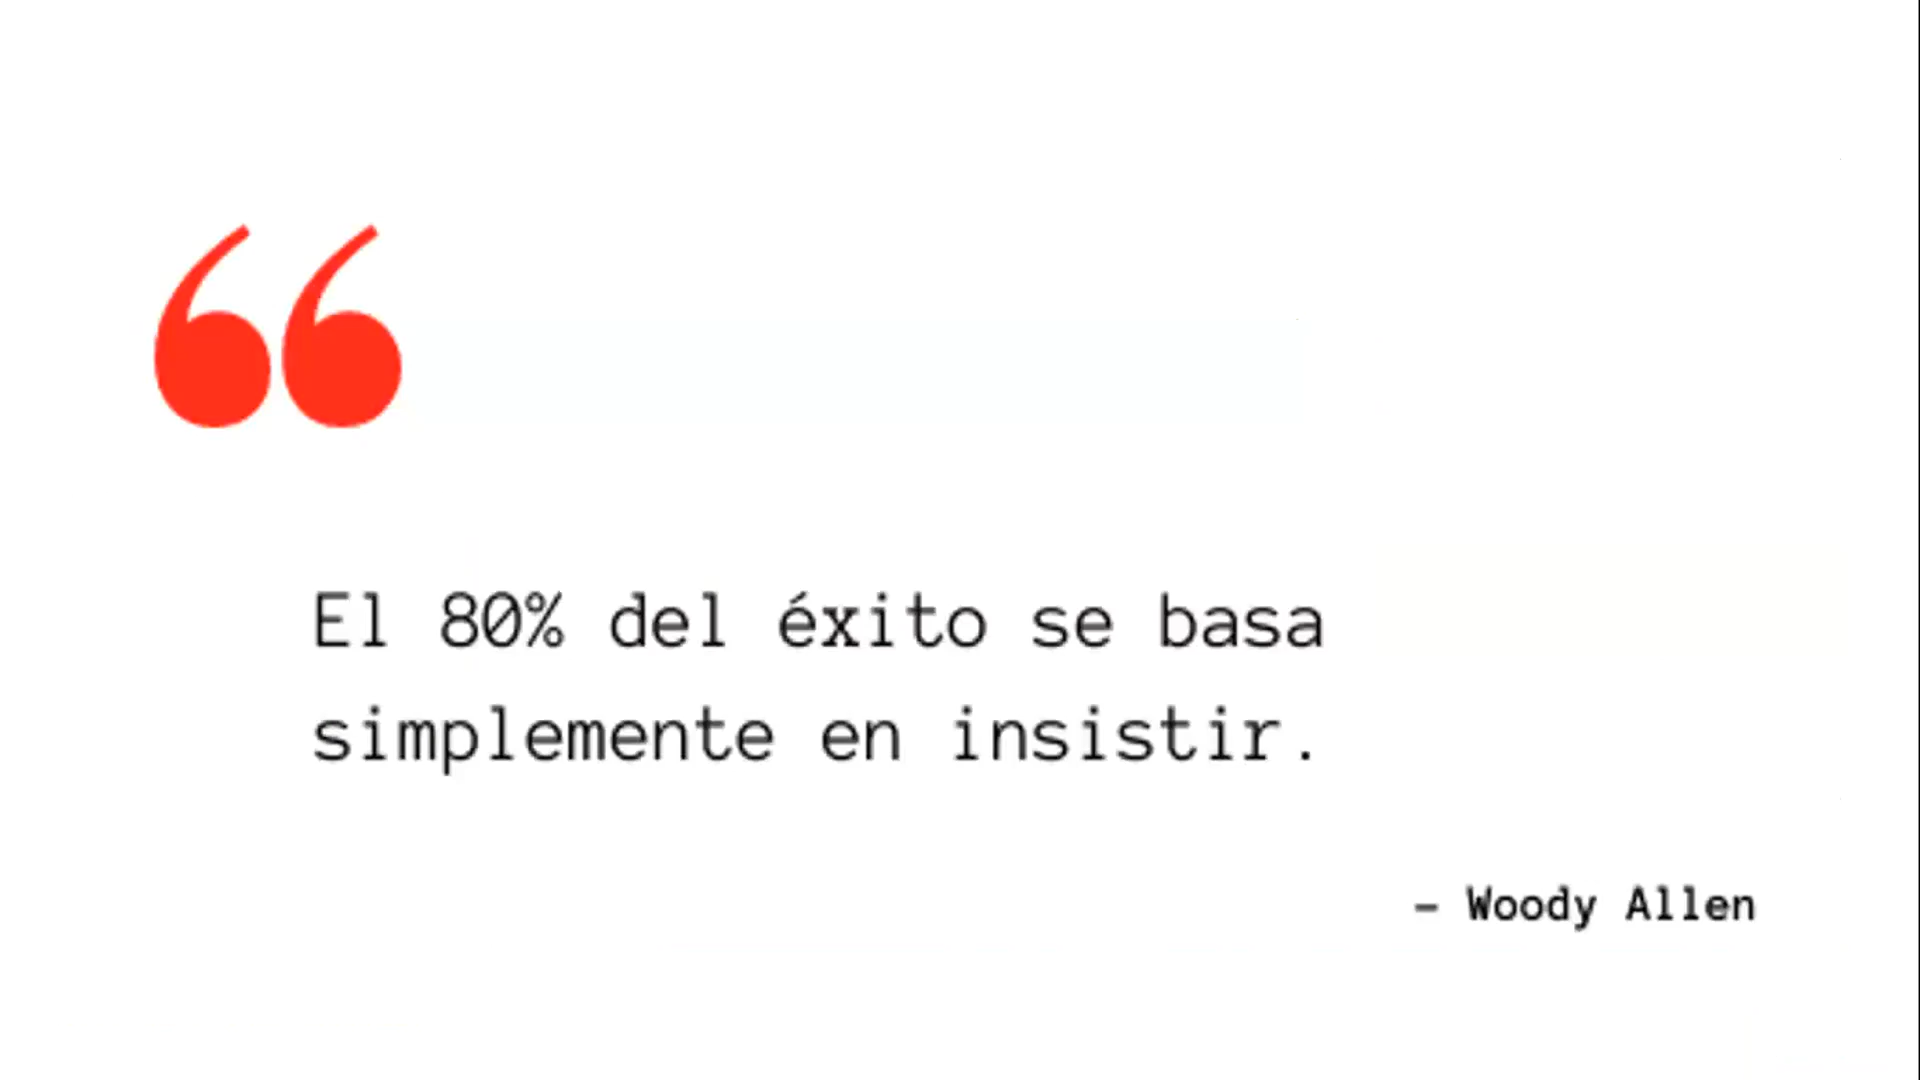 “
El 80% del éxito se basa
simplemente en insistir.
– Woody Allen